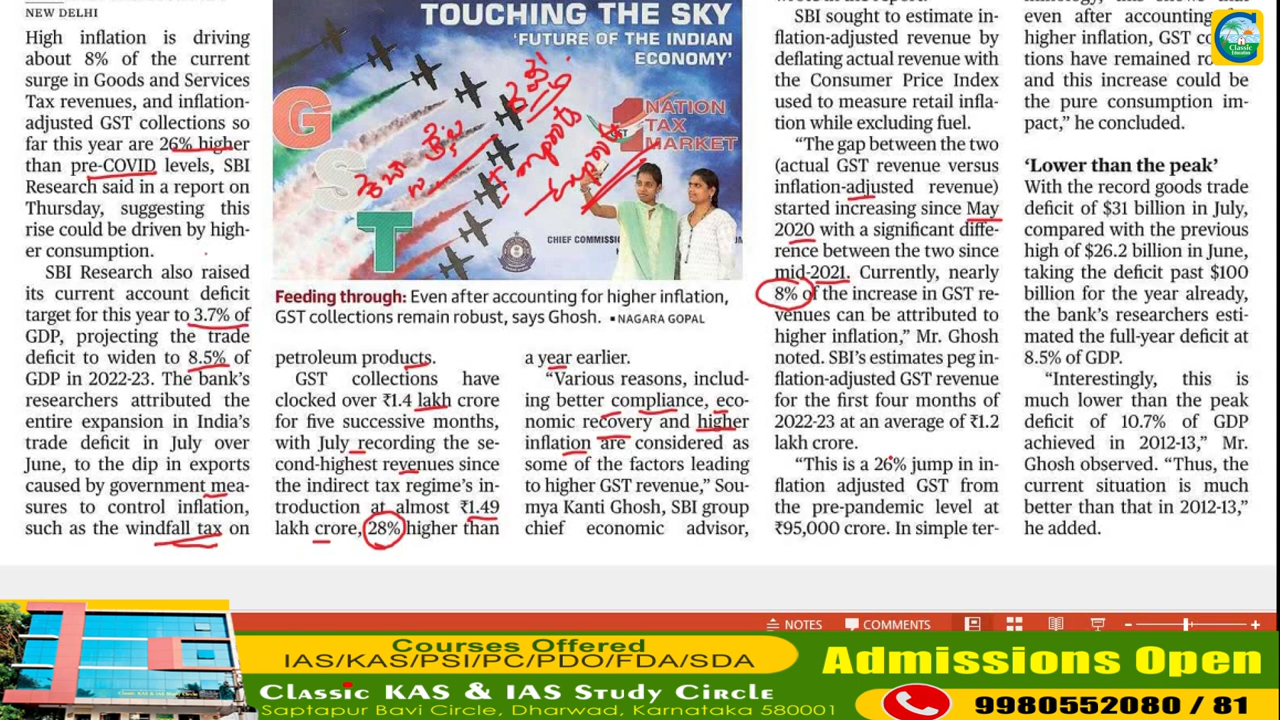 NEW DELHI
High inflation is driving
about 8% of the current
surge in Goods and Services
Tax revenues, and inflation-
adjusted GST collections so
far this year are 26% higher
than pre-COVID levels, SBI
Research said in a report on
Thursday, suggesting this
rise could be driven by high-
er consumption.
SBI Research also raised
its current account deficit
target for this year to 3.7% of
GDP, projecting the trade
deficit to widen to 8.5% of
GDP in 2022-23. The bank's
researchers attributed the
entire expansion in India's
trade deficit in July over
June, to the dip in exports
caused by government mea-
sures to control inflation,
such as the windfall tax on
TOUCHING THE SKY
'FUTURE OF THE INDIAN
ECONOMY'
G
S
T
1 NATION
TAX
MARKET
GST
Imports
Exports
CHIEF COMMISSI
Feeding through: Even after accounting for higher inflation,
GST collections remain robust, says Ghosh. ▪ NAGARA GOPAL
petroleum products.
GST collections have
clocked over ₹1.4 lakh crore
for five successive months,
with July recording the se-
cond-highest revenues since
the indirect tax regime's in-
troduction at almost ₹1.49
lakh crore, 28% higher than
a year earlier.
"Various reasons, includ-
ing better compliance, eco-
nomic recovery and higher
inflation are considered as
some of the factors leading
to higher GST revenue," Sou-
mya Kanti Ghosh, SBI group
chief economic advisor,
SBI sought to estimate in-
flation-adjusted revenue by
deflating actual revenue with
the Consumer Price Index
used to measure retail infla-
tion while excluding fuel.
"The gap between the two
(actual GST revenue versus
inflation-adjusted revenue)
started increasing since May
2020 with a significant diffe-
rence between the two since
mid-2021. Currently, nearly
8% of the increase in GST re-
venues can be attributed to
higher inflation," Mr. Ghosh
noted. SBI's estimates peg in-
flation-adjusted GST revenue
for the first four months of
2022-23 at an average of ₹1.2
lakh crore.
"This is a 26% jump in in-
flation adjusted GST from
the pre-pandemic level at
₹95,000 crore. In simple ter-
even after accounting
higher inflation, GST
tions have remained
and this increase could be
the pure consumption im-
pact," he concluded.
'Lower than the peak'
With the record goods trade
deficit of $31 billion in July,
compared with the previous
high of $26.2 billion in June,
taking the deficit past $100
billion for the year already,
the bank's researchers esti-
mated the full-year deficit at
8.5% of GDP.
"Interestingly, this is
much lower than the peak
deficit of 10.7% of GDP
achieved in 2012-13," Mr.
Ghosh observed. "Thus, the
current situation is much
better than that in 2012-13,"
he added.
Classic
Education
NOTES
COMMENTS
Courses Offered
IAS/KAS/PSI/PC/PDO/FDA/SDA
Classic KAS & IAS Study Circle
Saptapur Bavi Circle, Dharwad, Karnataka 580001
Admissions Open
9980552080 / 81